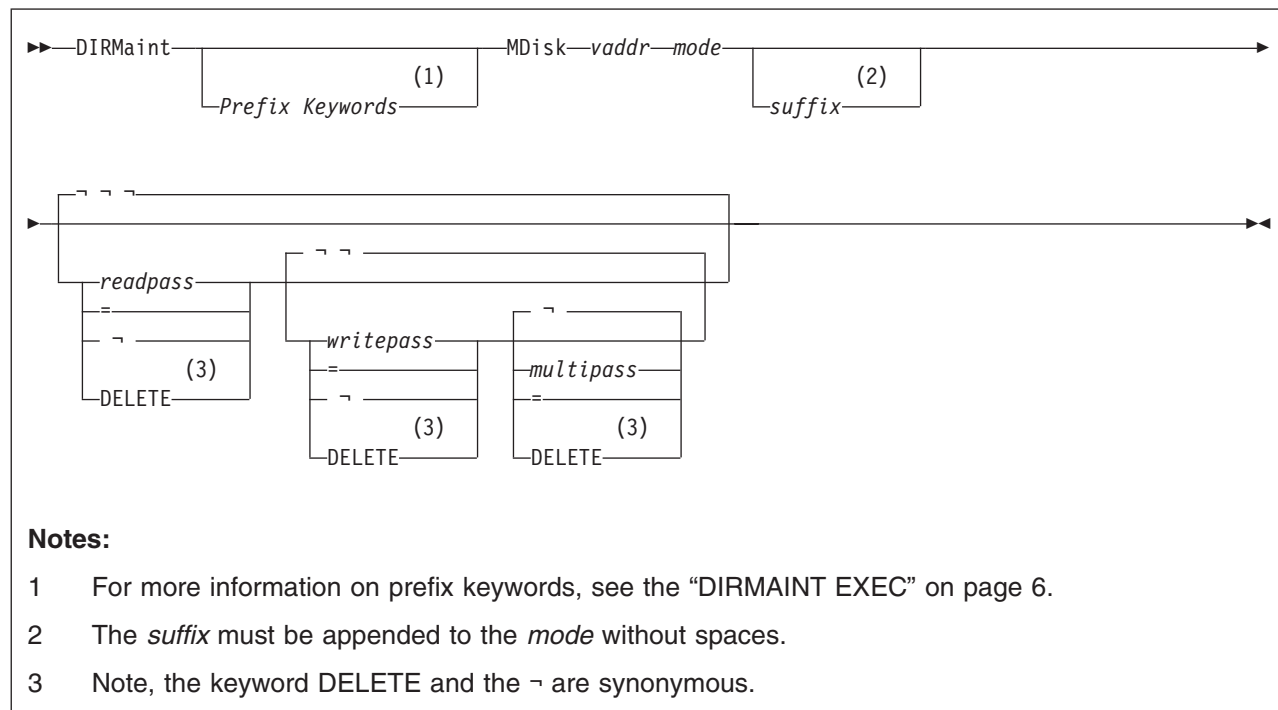 ►►—DIRMaint— —MDisk—vaddr—mode— —►
(1) (2)
Prefix Keywords suffix
¬ ¬ ¬
►— —►◄
¬ ¬
readpass
= ¬
¬ writepass
(3) = multipass
DELETE ¬ =
(3) (3)
DELETE DELETE
Notes:
1 For more information on prefix keywords, see the “DIRMAINT EXEC” on page 6.
2 The suffix must be appended to the mode without spaces.
3 Note, the keyword DELETE and the ¬ are synonymous.